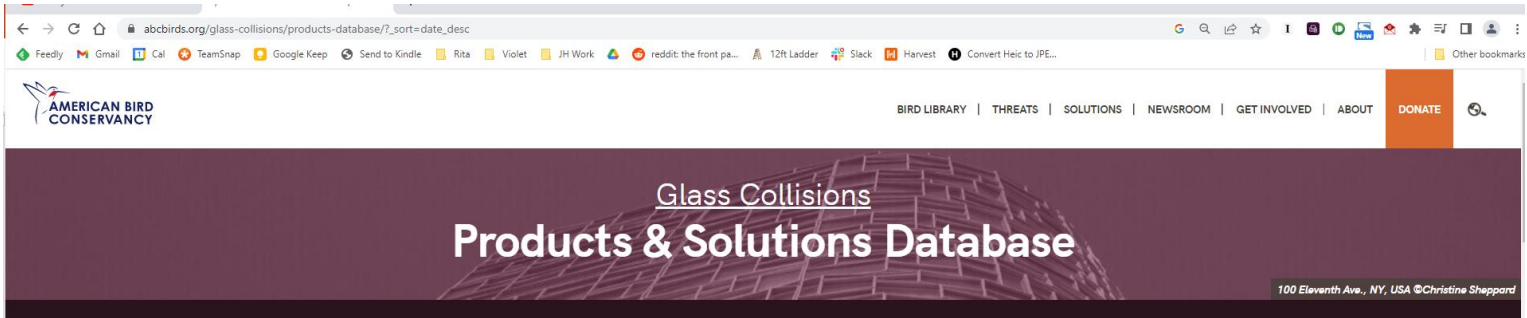 abcbirds.org/glass-collisions/products-database/?_sort=date_desc
Feedly Gmail Cal TeamSnap Google Keep Send to Kindle Rita Violet JH Work reddit: the front pa... 12ft Ladder Slack Harvest Convert Heic to JPE... Other bookmarks
AMERICAN BIRD
CONSERVANCY
BIRD LIBRARY | THREATS | SOLUTIONS | NEWSROOM | GET INVOLVED | ABOUT DONATE
Glass Collisions
Products & Solutions Database
100 Eleventh Ave., NY, USA ©Christine Sheppard